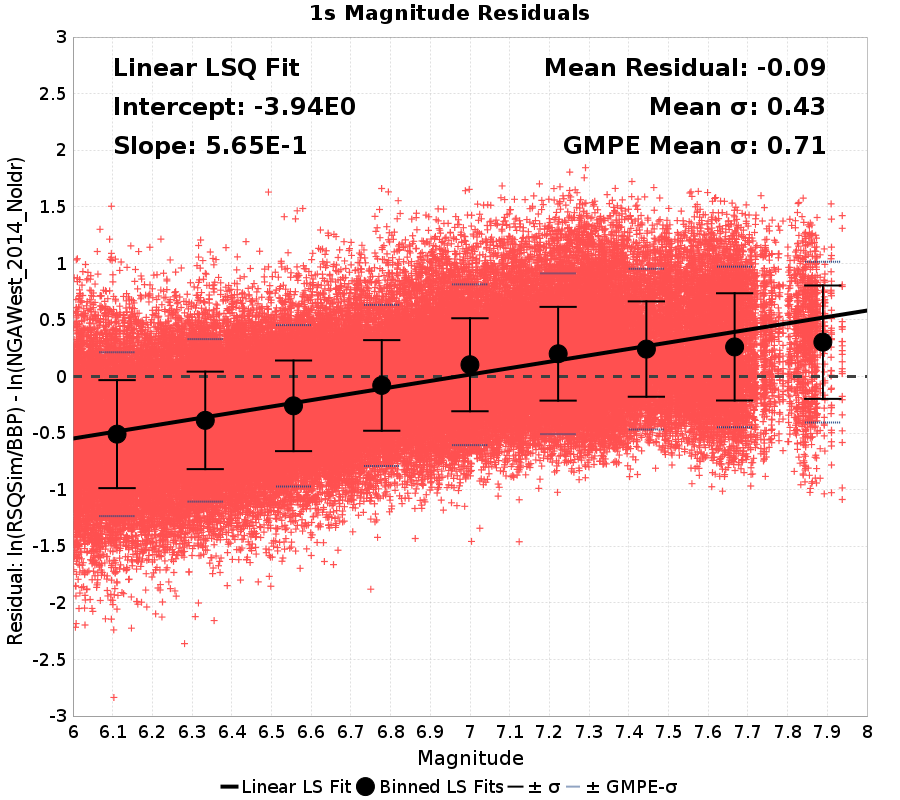 1s Magnitude Residuals
Linear LSQ Fit
Intercept: -3.94E0
Slope: 5.65E-1
Mean Residual: -0.09
Mean σ: 0.43
GMPE Mean σ: 0.71
Residual: ln(RSQSim/BBP) - ln(NGAWest_2014_NoIdr)
3
2.5
2
1.5
1
0.5
0
-0.5
-1
-1.5
-2
-2.5
-3
6 6.1 6.2 6.3 6.4 6.5 6.6 6.7 6.8 6.9 7 7.1 7.2 7.3 7.4 7.5 7.6 7.7 7.8 7.9 8
Magnitude
Linear LS Fit Binned LS Fits ± σ ± GMPE-σ